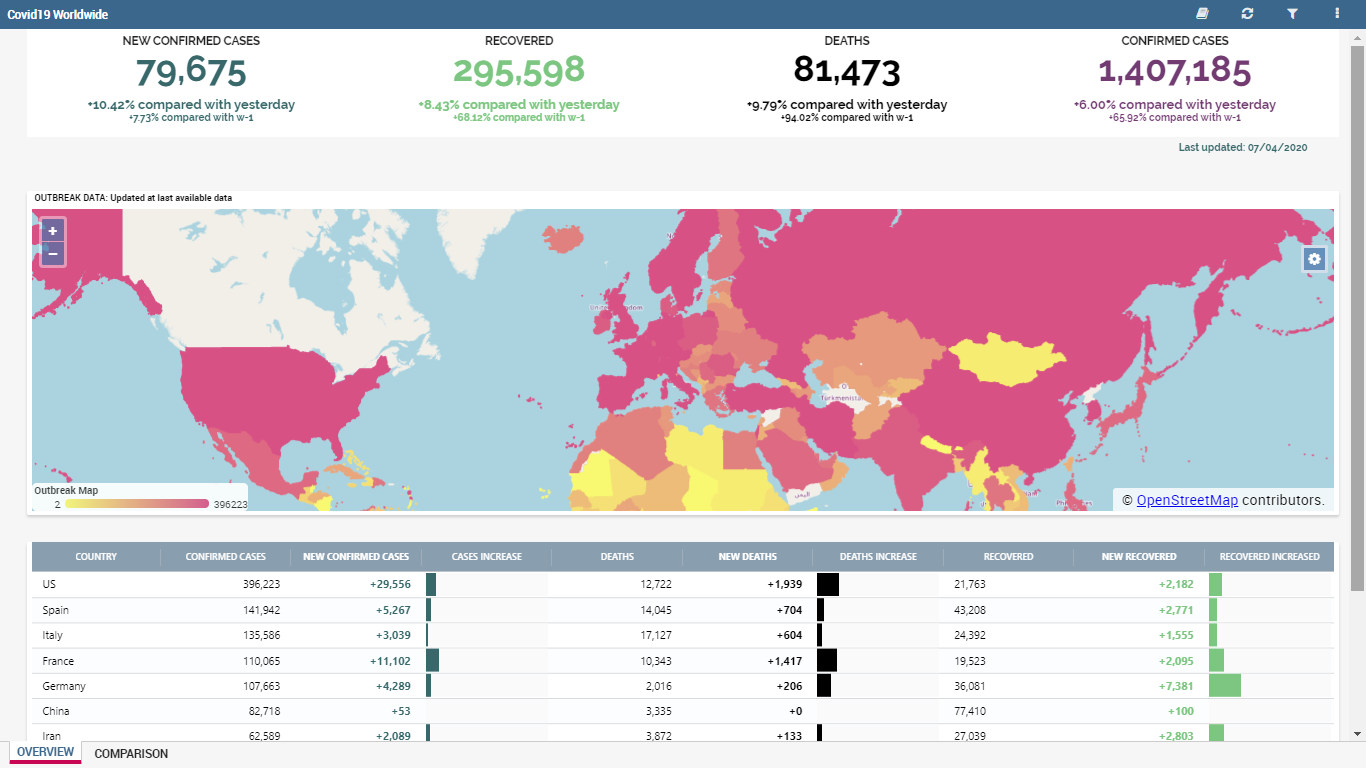 Covid19 Worldwide
NEW CONFIRMED CASES RECOVERED DEATHS CONFIRMED CASES
79,675 295,598 81,473 1,407,185
+10.42% compared with yesterday +8.43% compared with yesterday +9.79% compared with yesterday +6.00% compared with yesterday
+7.73% compared with w-1 +68.12% compared with w-1 +94.02% compared with w-1 +65.92% compared with w-1
Last updated: 07/04/2020
OUTBREAK DATA: Updated at last available data
+
−
Turkmenista
اليمن
Outbreak Map
2 396223
© OpenStreetMap contributors.
COUNTRY CONFIRMED CASES NEW CONFIRMED CASES CASES INCREASE DEATHS NEW DEATHS DEATHS INCREASE RECOVERED NEW RECOVERED RECOVERED INCREASED
US 396,223 +29,556 12,722 +1,939 21,763 +2,182
Spain 141,942 +5,267 14,045 +704 43,208 +2,771
Italy 135,586 +3,039 17,127 +604 24,392 +1,555
France 110,065 +11,102 10,343 +1,417 19,523 +2,095
Germany 107,663 +4,289 2,016 +206 36,081 +7,381
China 82,718 +53 3,335 +0 77,410 +100
Iran 62,589 +2,089 3,872 +133 27,039 +2,803
OVERVIEW COMPARISON